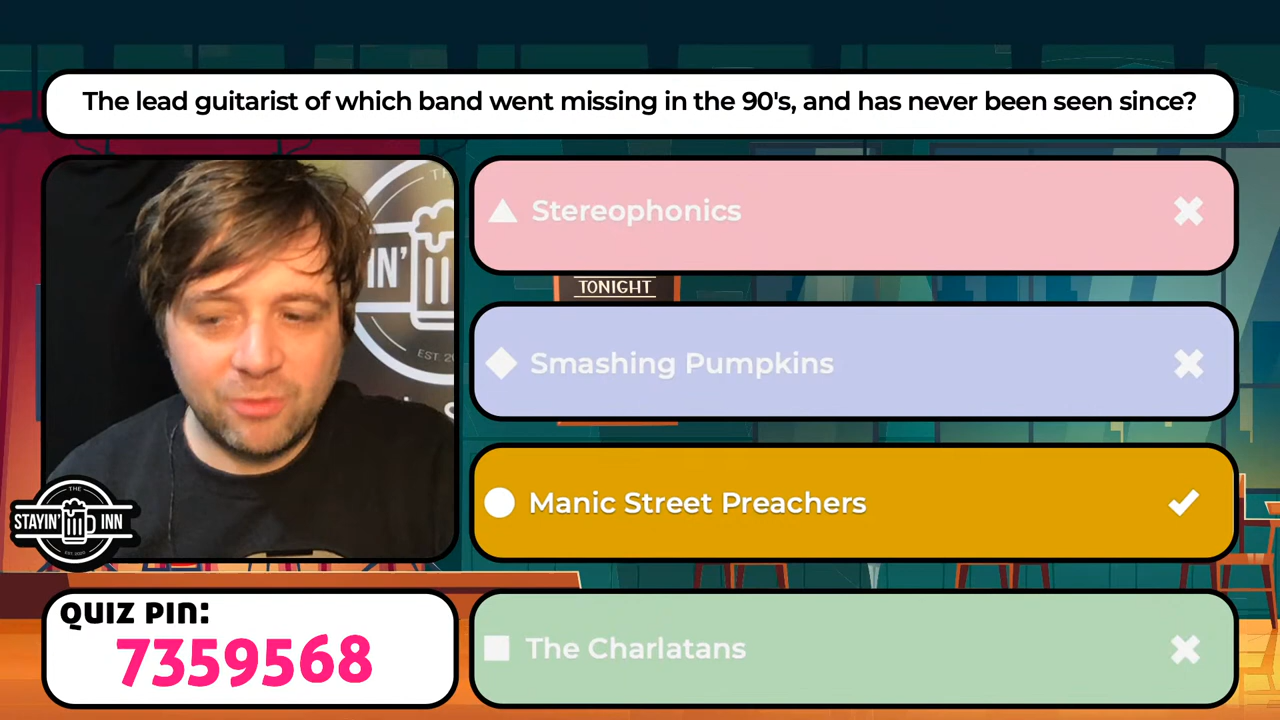 The lead guitarist of which band went missing in the 90's, and has never been seen since?
Stereophonics
TONIGHT
Smashing Pumpkins
Manic Street Preachers
The Charlatans
THE
STAYIN' INN
QUIZ PIN:
7359568